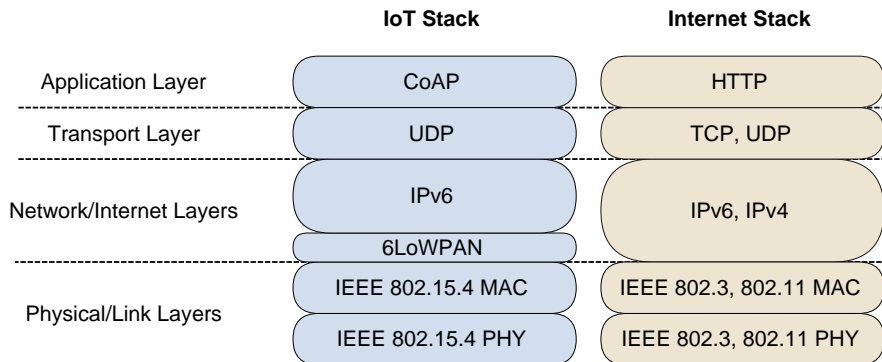 IoT Stack Internet Stack
Application Layer CoAP HTTP
Transport Layer UDP TCP, UDP
Network/Internet Layers IPv6 IPv6, IPv4
6LoWPAN
IEEE 802.15.4 MAC IEEE 802.3, 802.11 MAC
Physical/Link Layers
IEEE 802.15.4 PHY IEEE 802.3, 802.11 PHY